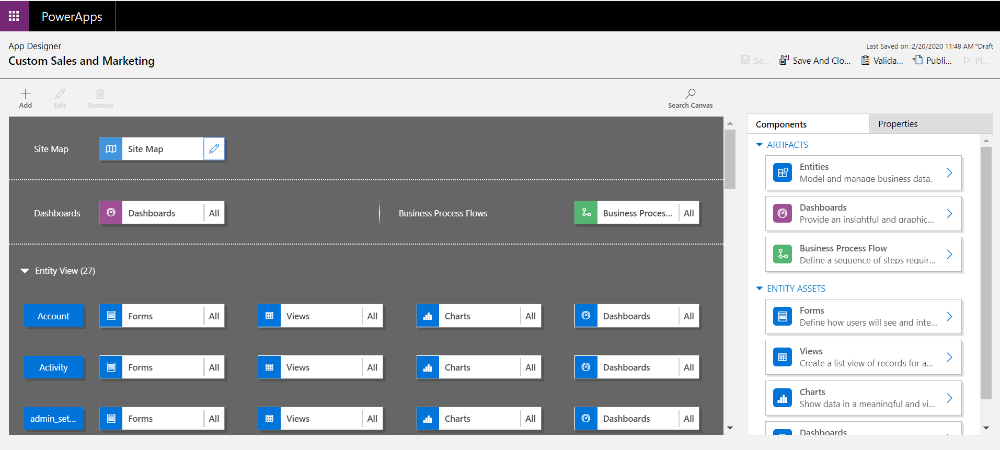 PowerApps
App Designer
Custom Sales and Marketing
Last Saved on :2/20/2020 11:48 AM *Draft
Sa... Save And Clo... Valida... Publi... Pl...
Add Edit Remove Search Canvas
Site Map Site Map
Dashboards Dashboards All Business Process Flows Business Proces... All
Entity View (27)
Account Forms All Views All Charts All Dashboards All
Activity Forms All Views All Charts All Dashboards All
admin_set... Forms All Views All Charts All Dashboards All
Components Properties
ARTIFACTS
Entities
Model and manage business data.
Dashboards
Provide an insightful and graphic...
Business Process Flow
Define a sequence of steps requir...
ENTITY ASSETS
Forms
Define how users will see and inte...
Views
Create a list view of records for a...
Charts
Show data in a meaningful and vi...
Dashboards